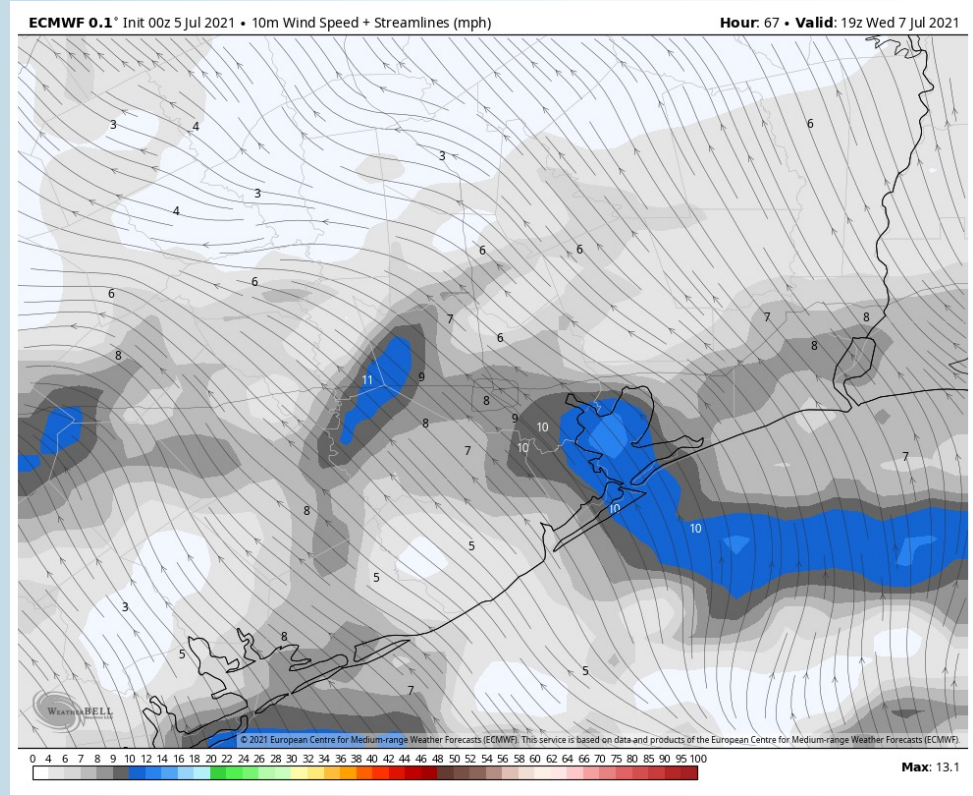 ECMWF 0.1° Init 00z 5 Jul 2021 • 10m Wind Speed + Streamlines (mph) Hour: 67 • Valid: 19z Wed 7 Jul 2021
3 4 6
3
3
4
6 6
6
6
7 7 8
6 8
8
11 9
8
8 9 10
7 10 7
8 10
10
5
5
3
8
5 5
7
WEATHERBELL
© 2021 European Centre for Medium-range Weather Forecasts (ECMWF). This service is based on data and products of the European Centre for Medium-range Weather Forecasts (ECMWF).
0 4 6 7 8 9 10 12 14 16 18 20 22 24 26 28 30 34 36 38 40 42 44 46 48 50 52 54 56 58 60 62 64 66 70 75 80 85 90 95 100
Max: 13.1